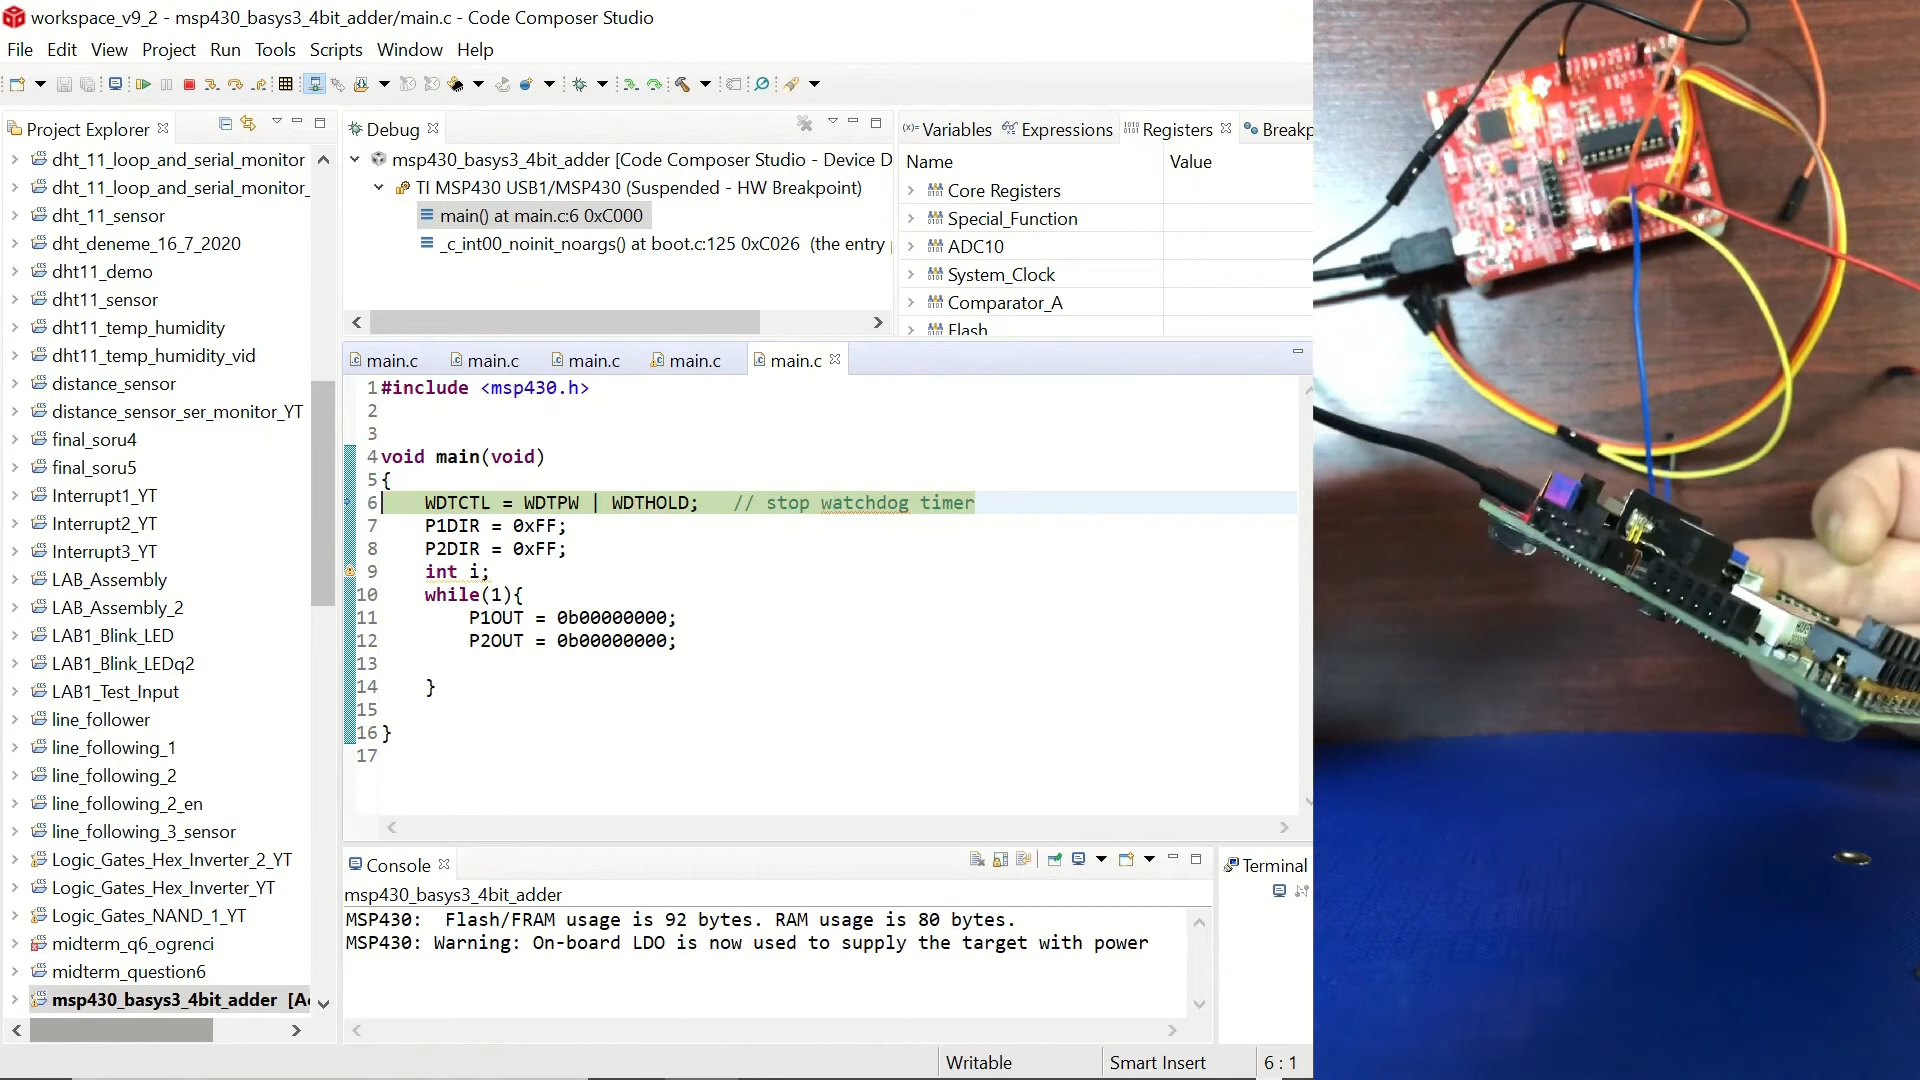 workspace_v9_2 - msp430_basys3_4bit_adder/main.c - Code Composer Studio
File Edit View Project Run Tools Scripts Window Help
Project Explorer
dht_11_loop_and_serial_monitor
dht_11_loop_and_serial_monitor_
dht_11_sensor
dht_deneme_16_7_2020
dht11_demo
dht11_sensor
dht11_temp_humidity
dht11_temp_humidity_vid
distance_sensor
distance_sensor_ser_monitor_YT
final_soru4
final_soru5
Interrupt1_YT
Interrupt2_YT
Interrupt3_YT
LAB_Assembly
LAB_Assembly_2
LAB1_Blink_LED
LAB1_Blink_LEDq2
LAB1_Test_Input
line_follower
line_following_1
line_following_2
line_following_2_en
line_following_3_sensor
Logic_Gates_Hex_Inverter_2_YT
Logic_Gates_Hex_Inverter_YT
Logic_Gates_NAND_1_YT
midterm_q6_ogrenci
midterm_question6
msp430_basys3_4bit_adder [A
Debug
msp430_basys3_4bit_adder [Code Composer Studio - Device D
TI MSP430 USB1/MSP430 (Suspended - HW Breakpoint)
main() at main.c:6 0xC000
_c_int00_noinit_noargs() at boot.c:125 0xC026 (the entry
Variables Expressions Registers Breakp
Name Value
Core Registers
Special_Function
ADC10
System_Clock
Comparator_A
Flash
main.c main.c main.c main.c main.c
1 #include <msp430.h>
2
3
4 void main(void)
5 {
6 WDTCTL = WDTPW | WDTHOLD; // stop watchdog timer
7 P1DIR = 0xFF;
8 P2DIR = 0xFF;
9 int i;
10 while(1){
11 P1OUT = 0b00000000;
12 P2OUT = 0b00000000;
13
14 }
15
16 }
17
Console
msp430_basys3_4bit_adder
MSP430: Flash/FRAM usage is 92 bytes. RAM usage is 80 bytes.
MSP430: Warning: On-board LDO is now used to supply the target with power
Terminal
Writable Smart Insert 6 : 1